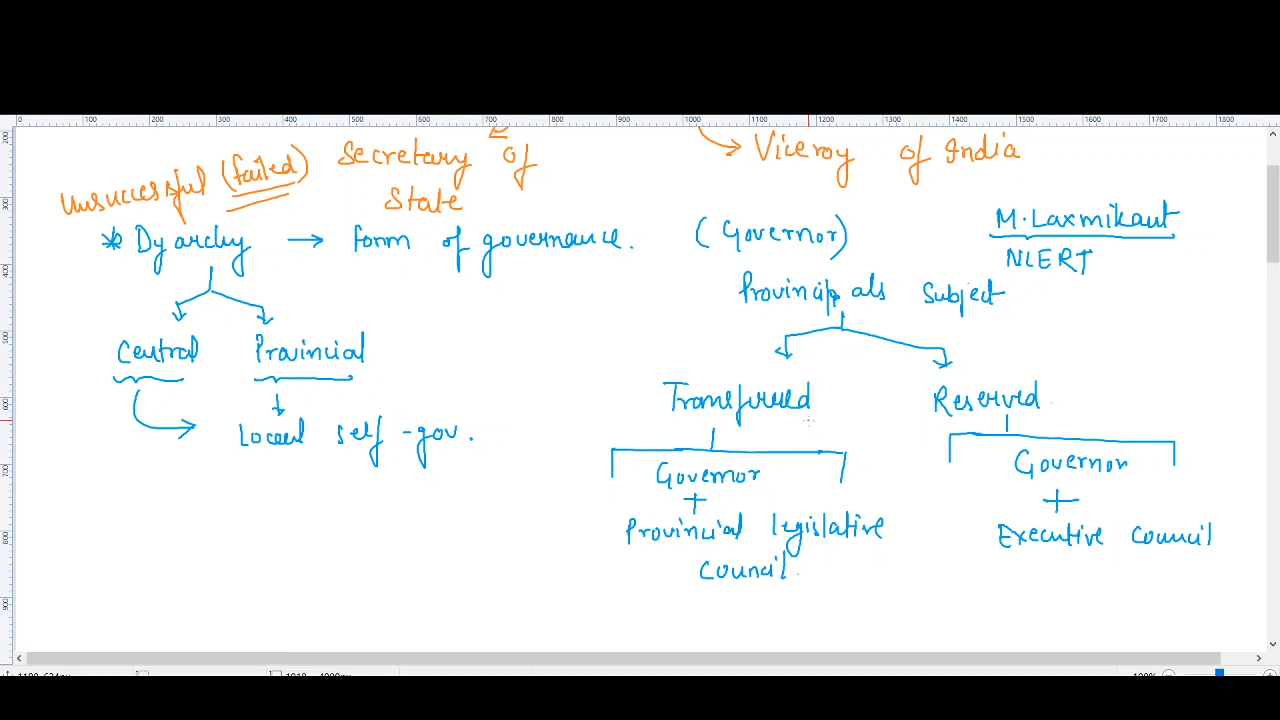 Secretary of
State
Viceroy of India
Unsuccessful (failed)
* Dyarchy → form of governance.
(Governor)
M. Laxmikant
NCERT
Provincipals Subject
Central
Provincial
Local self-gov.
Transferred
Reserved
Governor
+
Provincial legislative
Council.
Governor
+
Executive Council